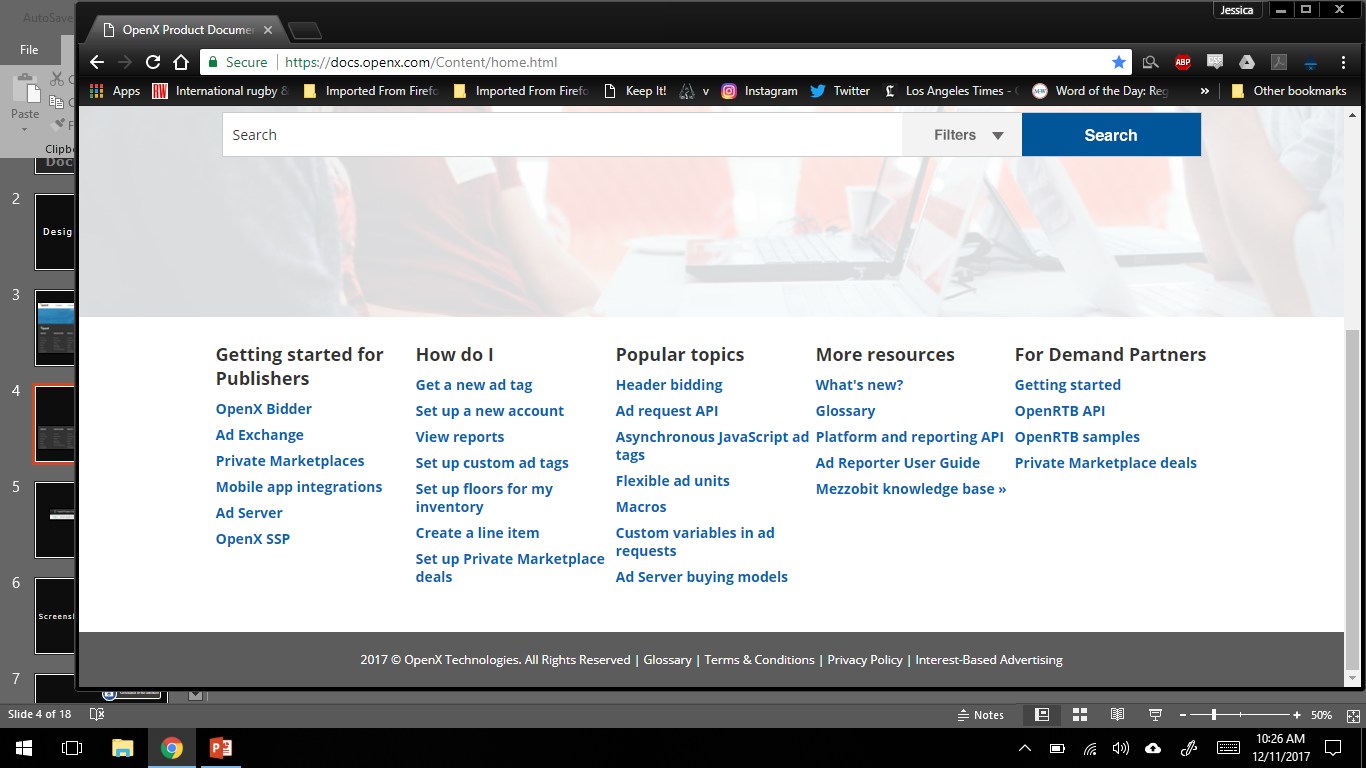 AutoSave
Jessica
OpenX Product Documen
File
Secure
https://docs.openx.com/Content/home.html
ABP
Apps
International rugby &
Imported From Firefo
Imported From Firefo
Keep It!
v
Instagram
Twitter
Los Angeles Times - C
Word of the Day: Reg
»
Other bookmarks
Paste
Clipb
Search
Filters
Search
Getting started for
Publishers
OpenX Bidder
Ad Exchange
Private Marketplaces
Mobile app integrations
Ad Server
OpenX SSP
How do I
Get a new ad tag
Set up a new account
View reports
Set up custom ad tags
Set up floors for my
inventory
Create a line item
Set up Private Marketplace
deals
Popular topics
Header bidding
Ad request API
Asynchronous JavaScript ad
tags
Flexible ad units
Macros
Custom variables in ad
requests
Ad Server buying models
More resources
What's new?
Glossary
Platform and reporting API
Ad Reporter User Guide
Mezzobit knowledge base »
For Demand Partners
Getting started
OpenRTB API
OpenRTB samples
Private Marketplace deals
2017 © OpenX Technologies. All Rights Reserved | Glossary | Terms & Conditions | Privacy Policy | Interest-Based Advertising
Doc
2
Desig
3
4
5
6
Screensh
7
Slide 4 of 18
Notes
50%
10:26 AM
12/11/2017